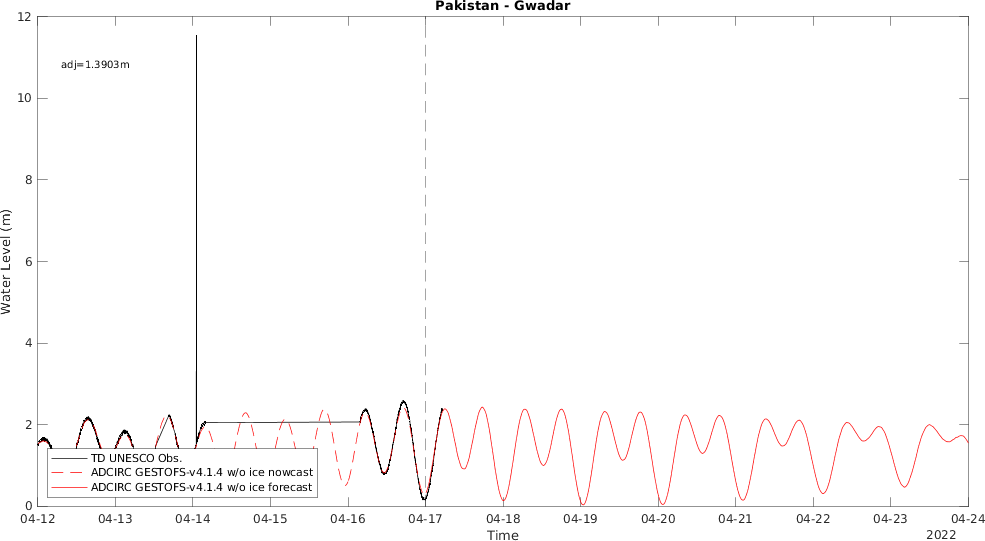 Pakistan - Gwadar
12
adj=1.3903m
10
8
6
Water Level (m)
4
2
TD UNESCO Obs.
ADCIRC GESTOFS-v4.1.4 w/o ice nowcast
ADCIRC GESTOFS-v4.1.4 w/o ice forecast
0
04-12 04-13 04-14 04-15 04-16 04-17 04-18 04-19 04-20 04-21 04-22 04-23 04-24
Time 2022